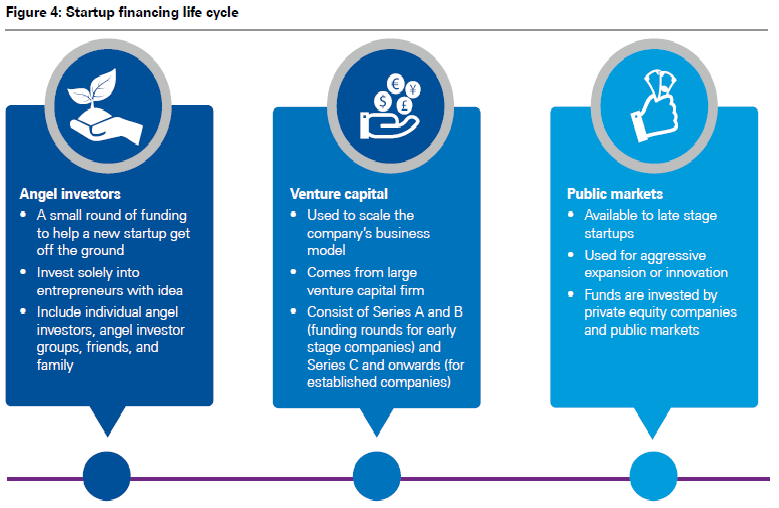 Figure 4: Startup financing life cycle
€
¥
$
£
Angel investors
• A small round of funding
to help a new startup get
off the ground
• Invest solely into
entrepreneurs with idea
• Include individual angel
investors, angel investor
groups, friends, and
family
Venture capital
• Used to scale the
company's business
model
• Comes from large
venture capital firm
• Consist of Series A and B
(funding rounds for early
stage companies) and
Series C and onwards (for
established companies)
Public markets
• Available to late stage
startups
• Used for aggressive
expansion or innovation
• Funds are invested by
private equity companies
and public markets